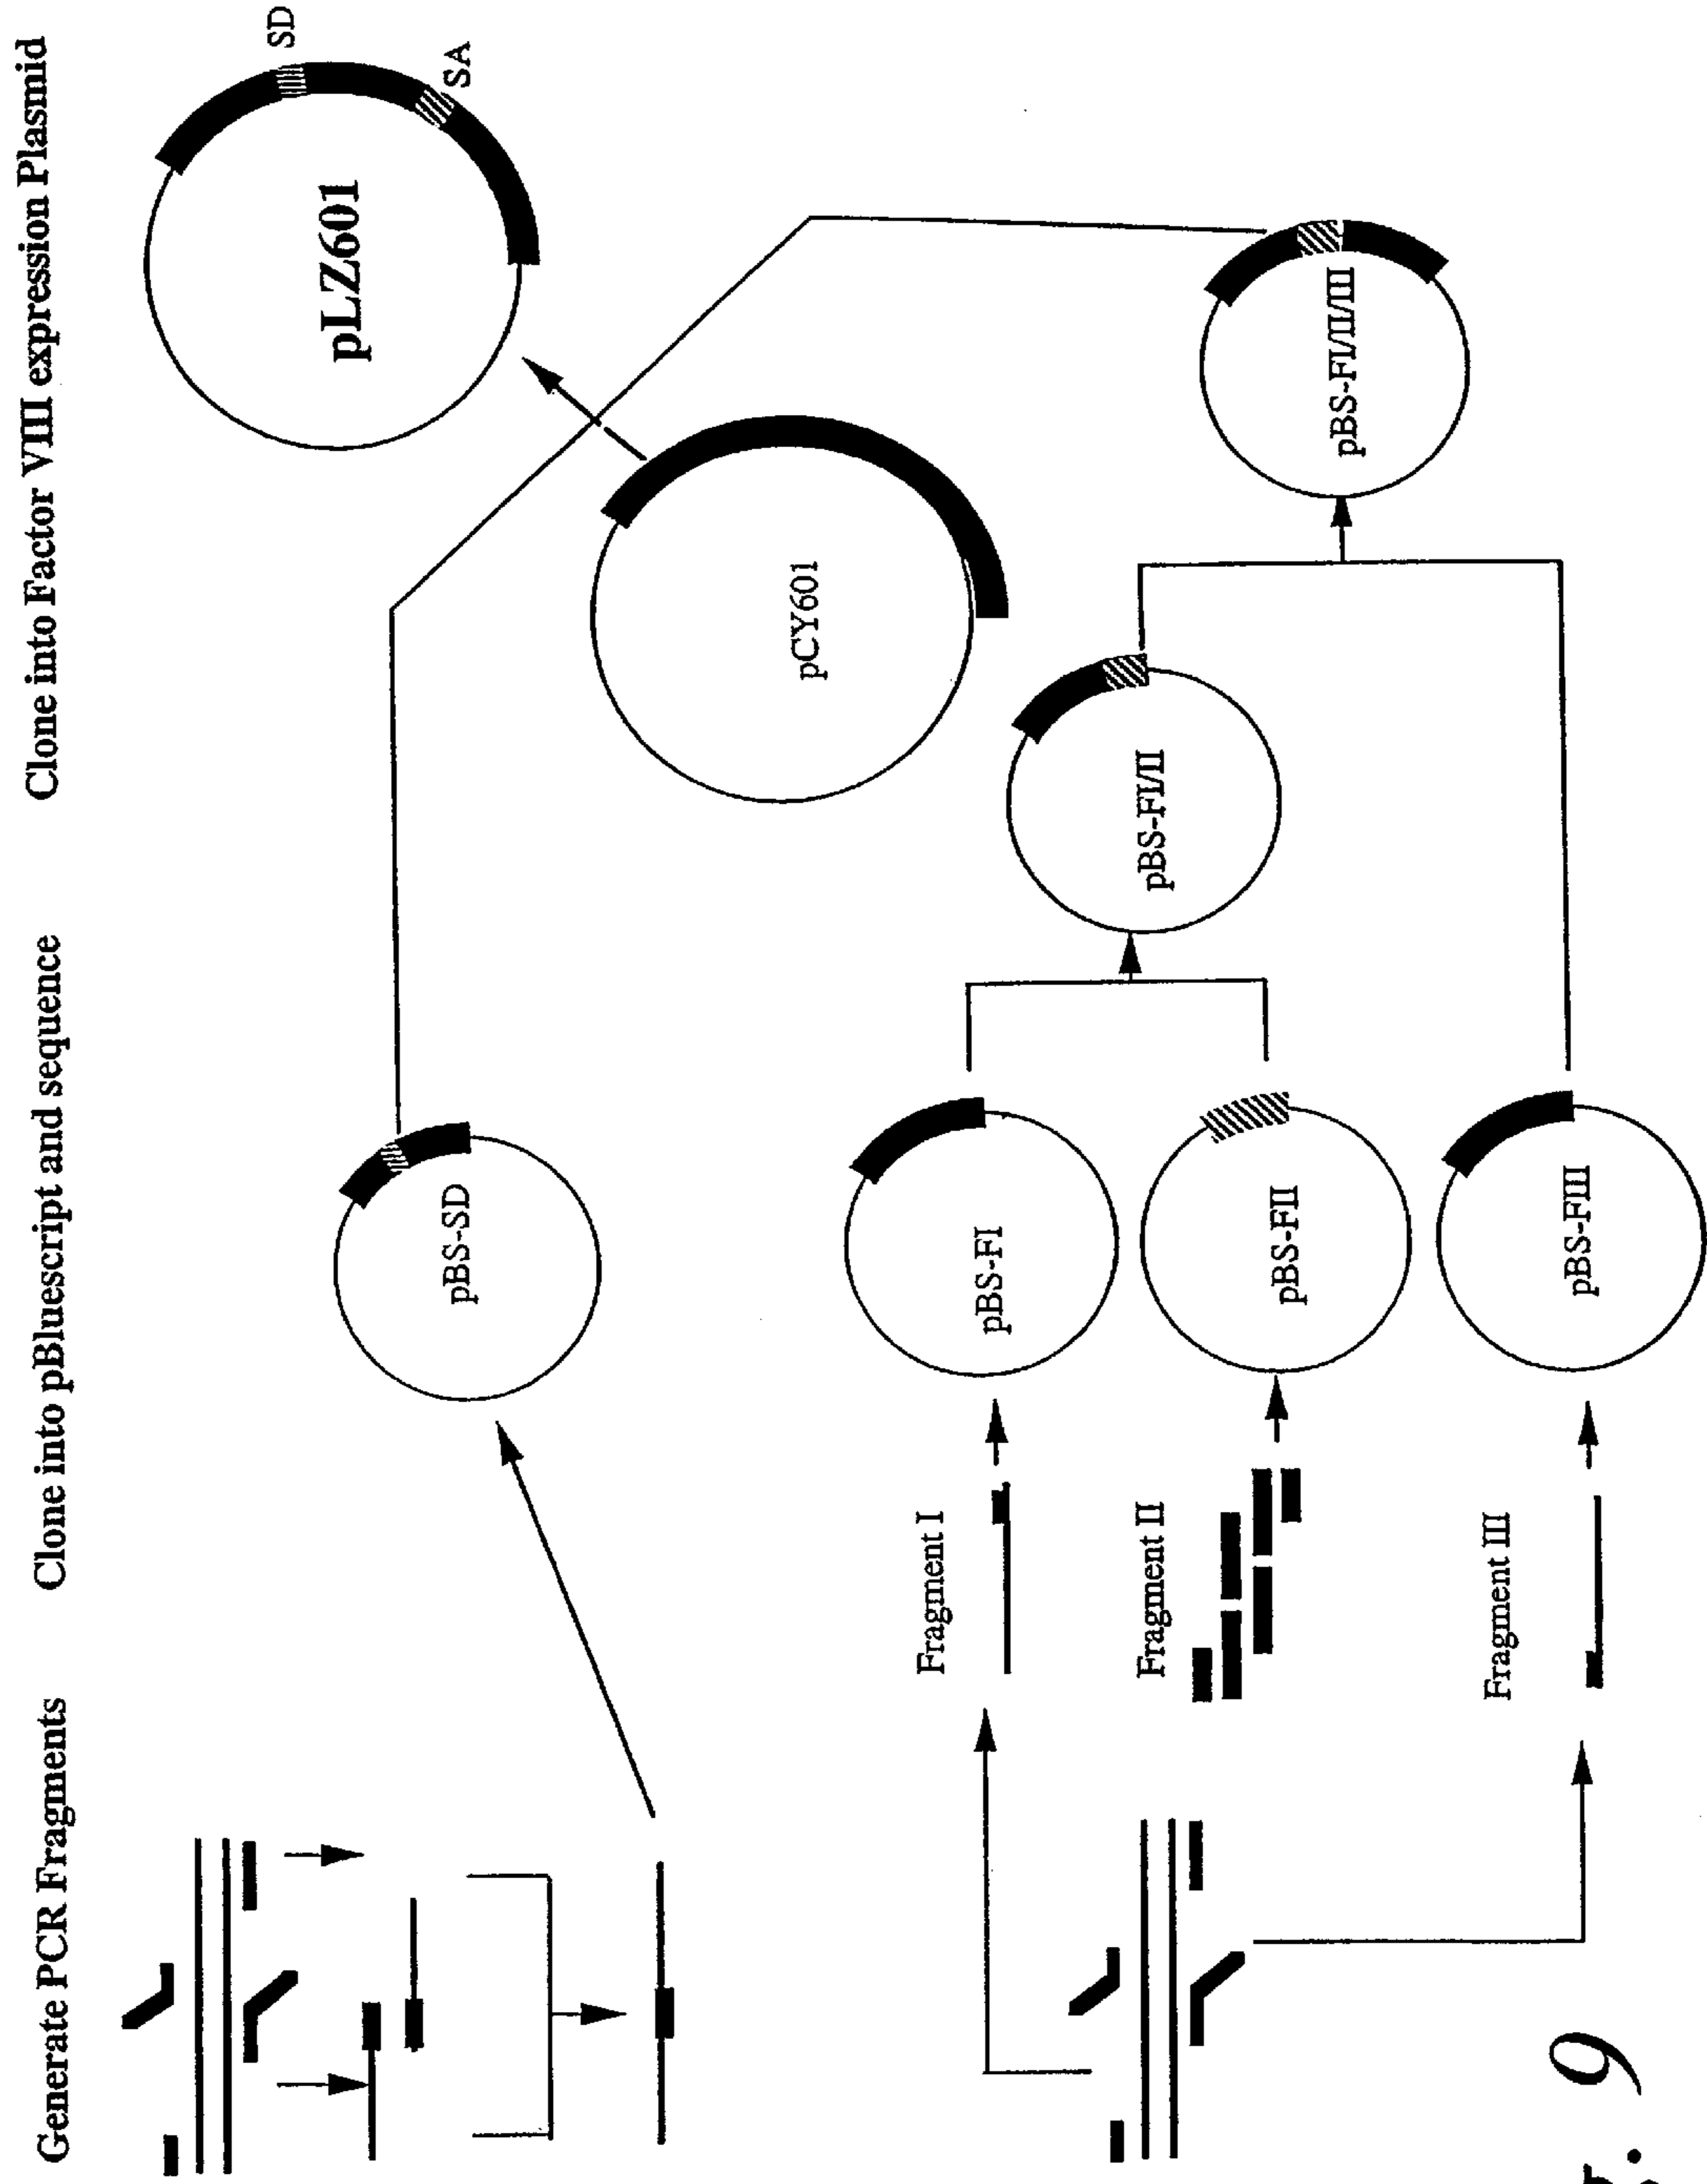 Generate PCR Fragments
Clone into pBluescript and sequence
Clone into Factor VIII expression Plasmid
pBS-SD
SD
SA
pLZ601
pCY601
Fragment I
pBS-FI
Fragment II
pBS-FII
pBS-FI/II
Fragment III
pBS-FIII
pBS-FI/II/III
9